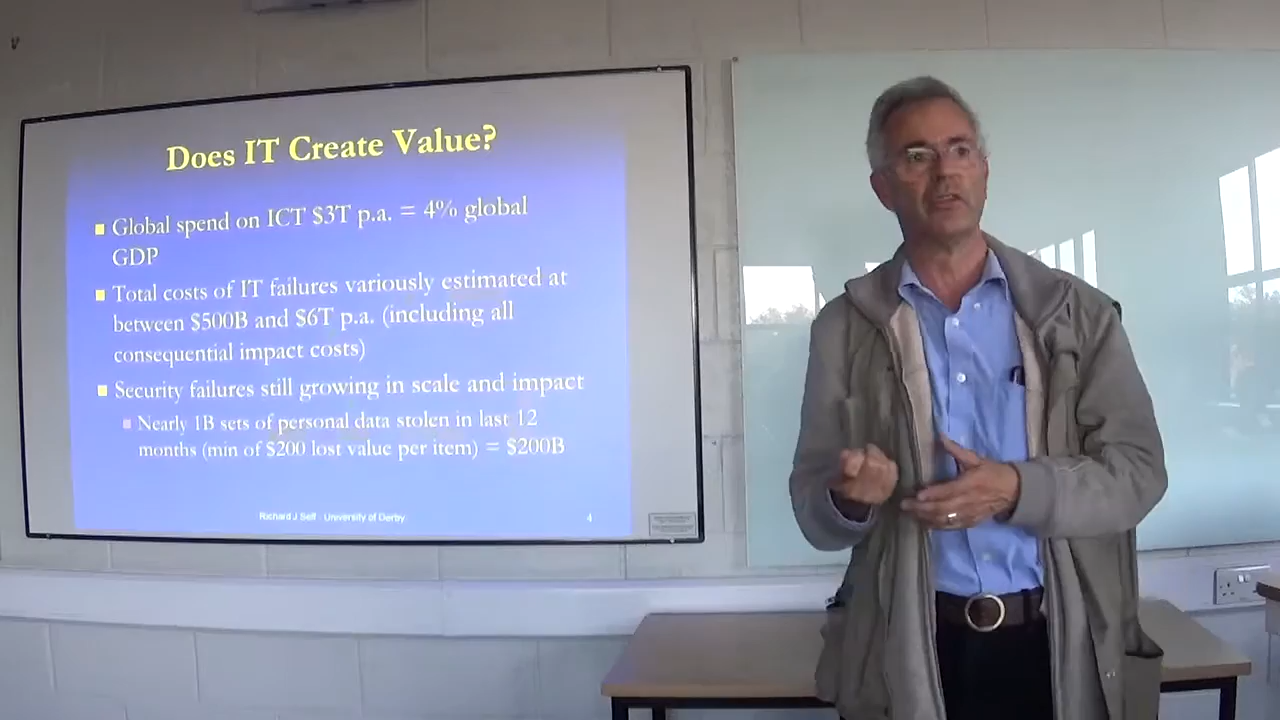 Does IT Create Value?
Global spend on ICT $3T p.a. = 4% global
GDP
Total costs of IT failures variously estimated at
between $500B and $6T p.a. (including all
consequential impact costs)
Security failures still growing in scale and impact
Nearly 1B sets of personal data stolen in last 12
months (min of $200 lost value per item) = $200B
Richard J Self - University of Derby
4